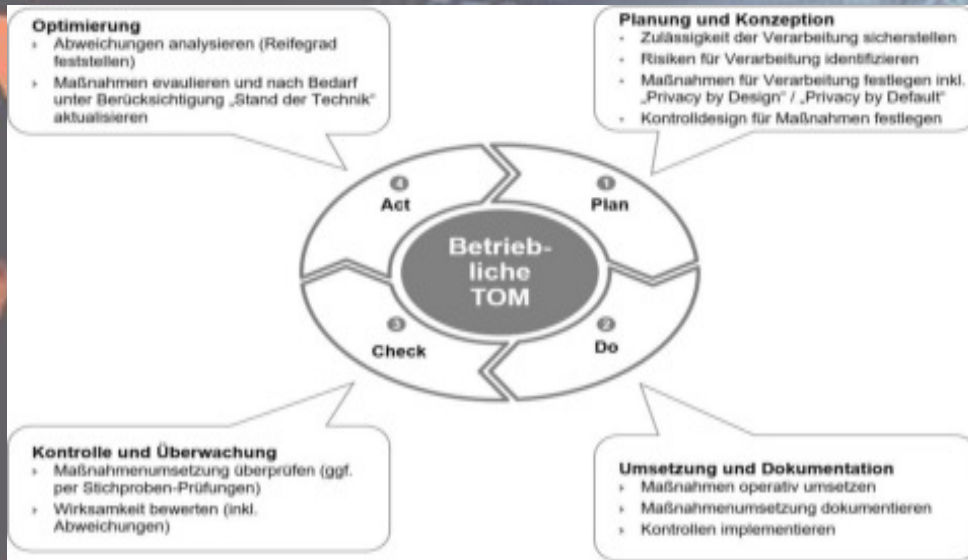 Optimierung
› Abweichungen analysieren (Reifegrad
feststellen)
› Maßnahmen evaulieren und nach Bedarf
unter Berücksichtigung „Stand der Technik“
aktualisieren
Planung und Konzeption
- Zulässigkeit der Verarbeitung sicherstellen
- Risiken für Verarbeitung identifizieren
- Maßnahmen für Verarbeitung festlegen inkl.
„Privacy by Design“ / „Privacy by Default“
- Kontrolldesign für Maßnahmen festlegen
4
Act
1
Plan
Betrieb-
liche
TOM
3
Check
2
Do
Kontrolle und Überwachung
› Maßnahmenumsetzung überprüfen (ggf.
per Stichproben-Prüfungen)
› Wirksamkeit bewerten (inkl.
Abweichungen)
Umsetzung und Dokumentation
› Maßnahmen operativ umsetzen
› Maßnahmenumsetzung dokumentieren
› Kontrollen implementieren